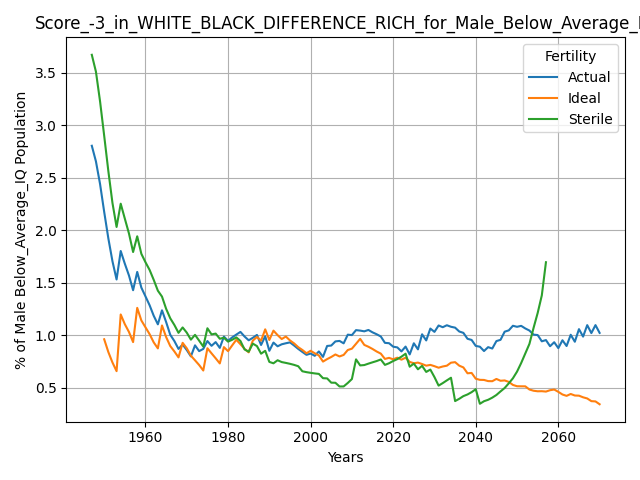 Score_-3_in_WHITE_BLACK_DIFFERENCE_RICH_for_Male_Below_Average_
% of Male Below_Average_IQ Population
3.5
3.0
2.5
2.0
1.5
1.0
0.5
Fertility
Actual
Ideal
Sterile
1960 1980 2000 2020 2040 2060
Years